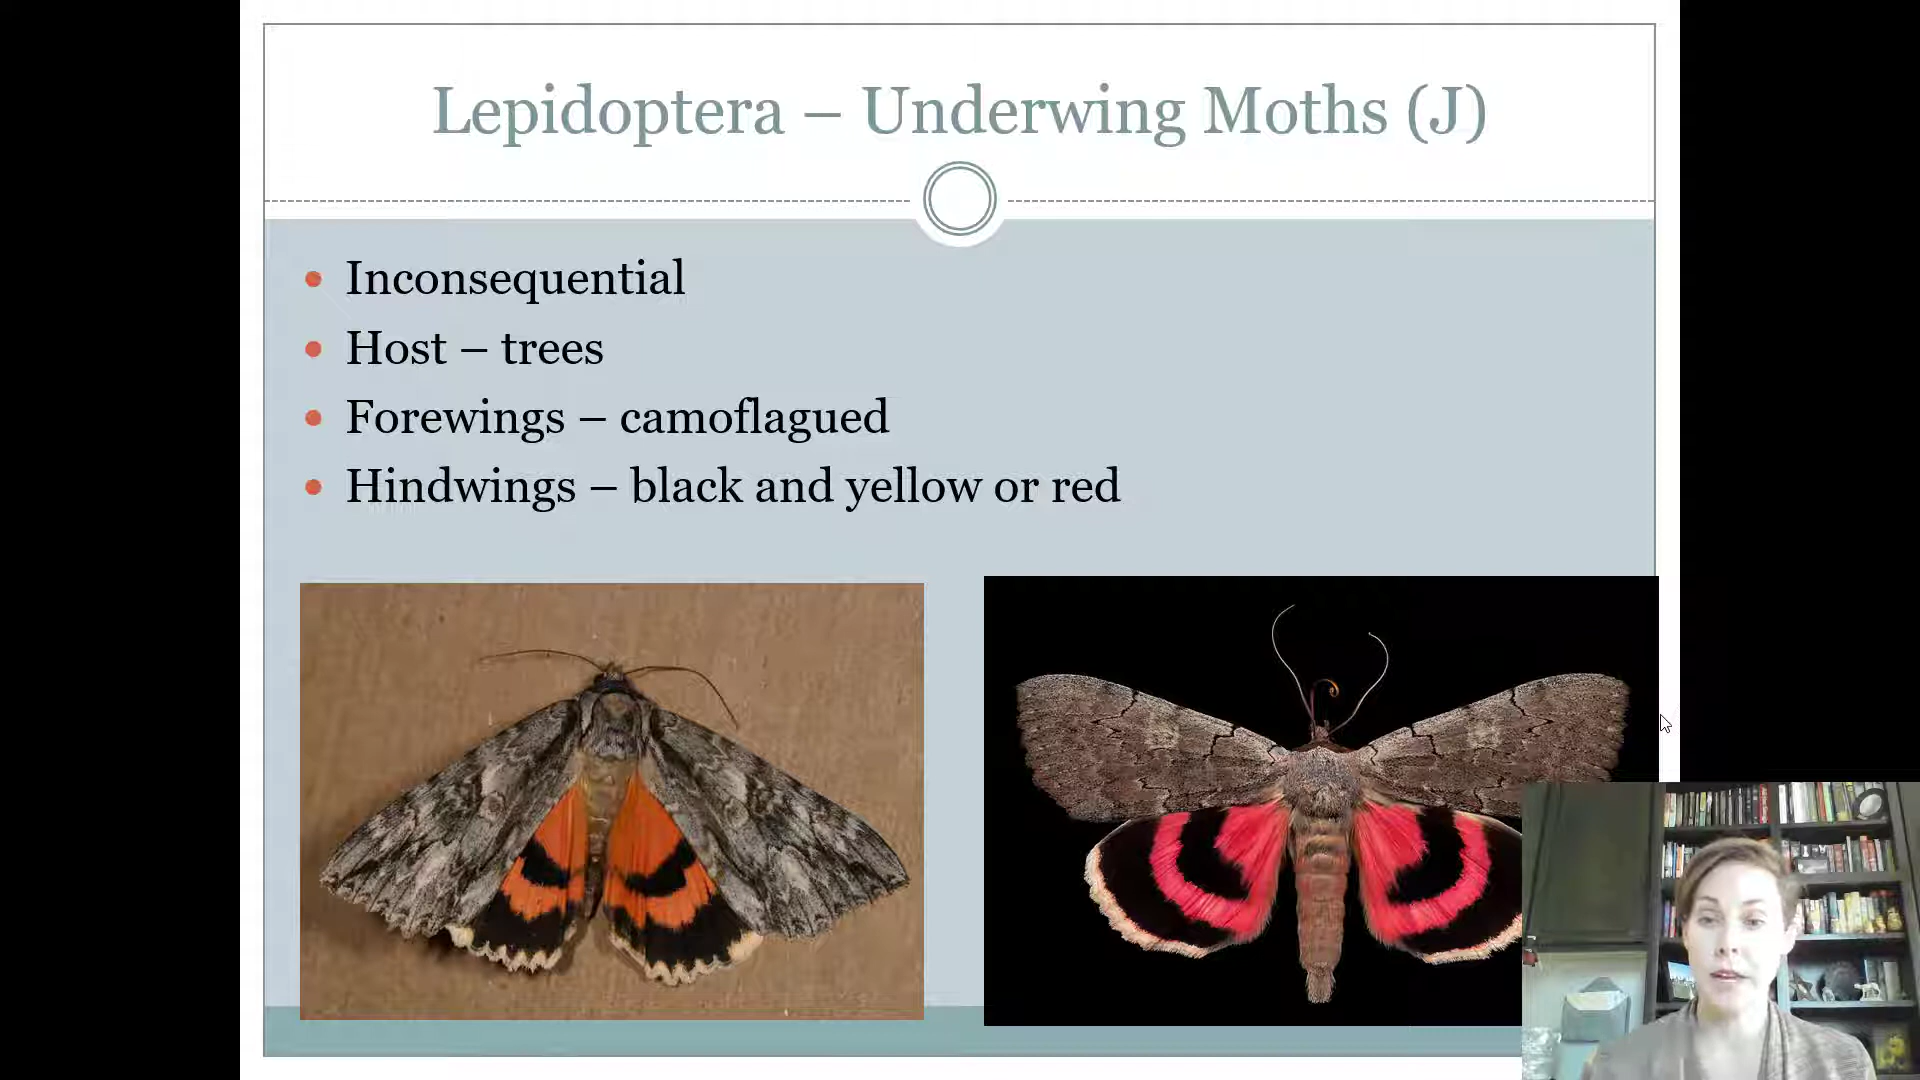 Lepidoptera – Underwing Moths (J)
Inconsequential
Host – trees
Forewings – camoflagued
Hindwings – black and yellow or red